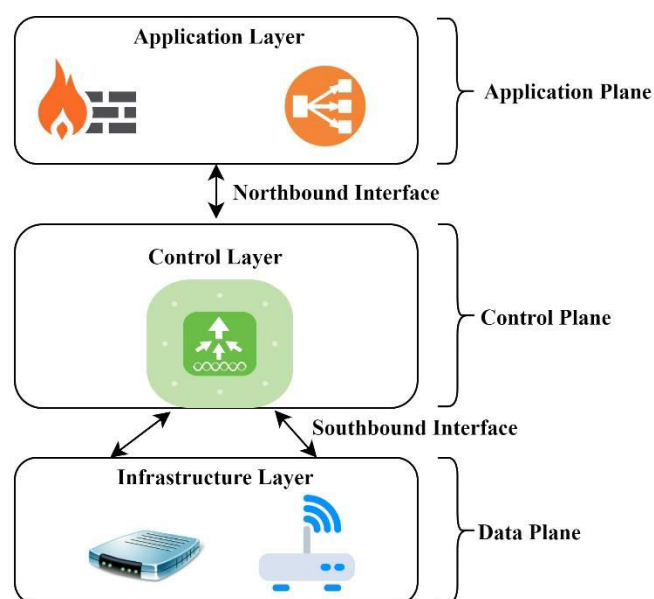 Application Layer
Application Plane
Northbound Interface
Control Layer
Control Plane
Southbound Interface
Infrastructure Layer
Data Plane